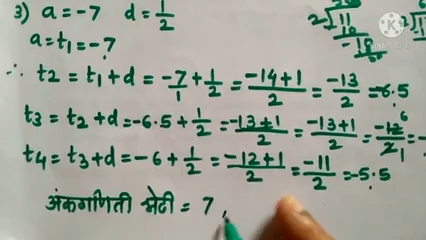 3) a = -7 d = 1/2
a = t₁ = -7
∴ t2 = t₁ + d = -7/1 + 1/2 = -14+1/2 = -13/2 = -6.5
t3 = t2 + d = -6.5 + 1/2 = -13+1/2 = -13+1/2 = -12/2
t4 = t3 + d = -6 + 1/2 = -12+1/2 = -11/2 = -5.5
अंकगणिती श्रेढी = 7,